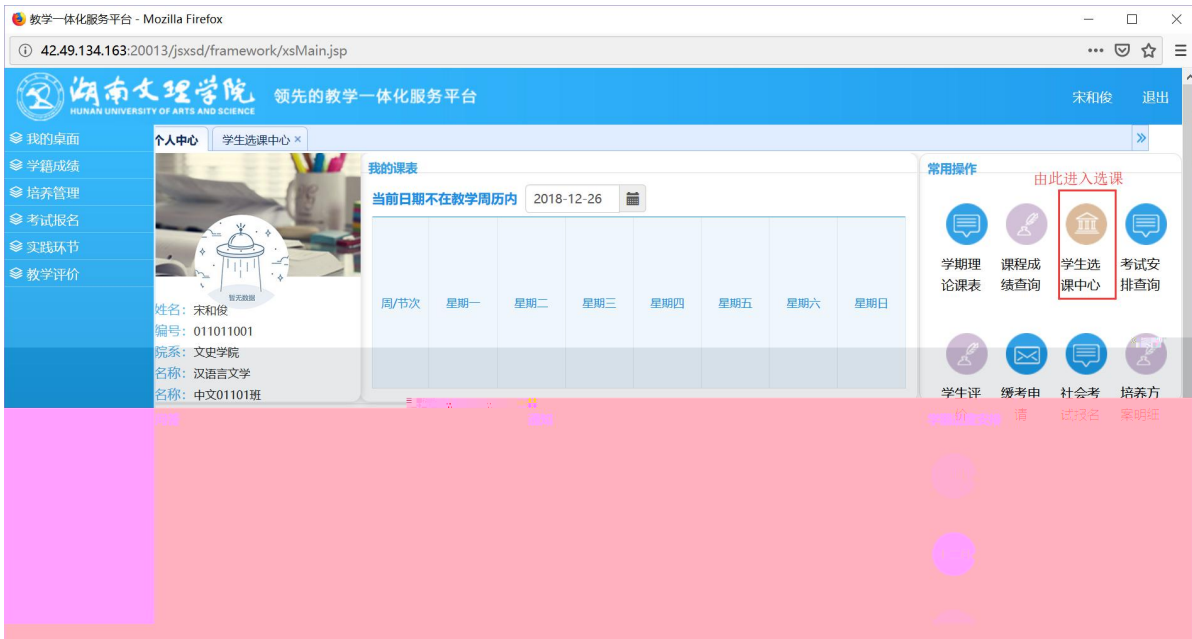 教学一体化服务平台 - Mozilla Firefox
42.49.134.163:20013/jsxsd/framework/xsMain.jsp
湖南文理学院
HUNAN UNIVERSITY OF ARTS AND SCIENCE
领先的教学一体化服务平台
宋和俊 退出
我的桌面
学籍成绩
培养管理
考试报名
实践环节
教学评价
个人中心 学生选课中心 ×
暂无数据
姓名：宋和俊
编号：011011001
院系：文史学院
名称：汉语言文学
名称：中文01101班
我的课表
当前日期不在教学周历内 2018-12-26
周/节次 星期一 星期二 星期三 星期四 星期五 星期六 星期日
常用操作
由此进入选课
学期理论课表
课程成绩查询
学生选课中心
考试安排查询
学生评价
缓考申请
社会考试报名
培养方案明细